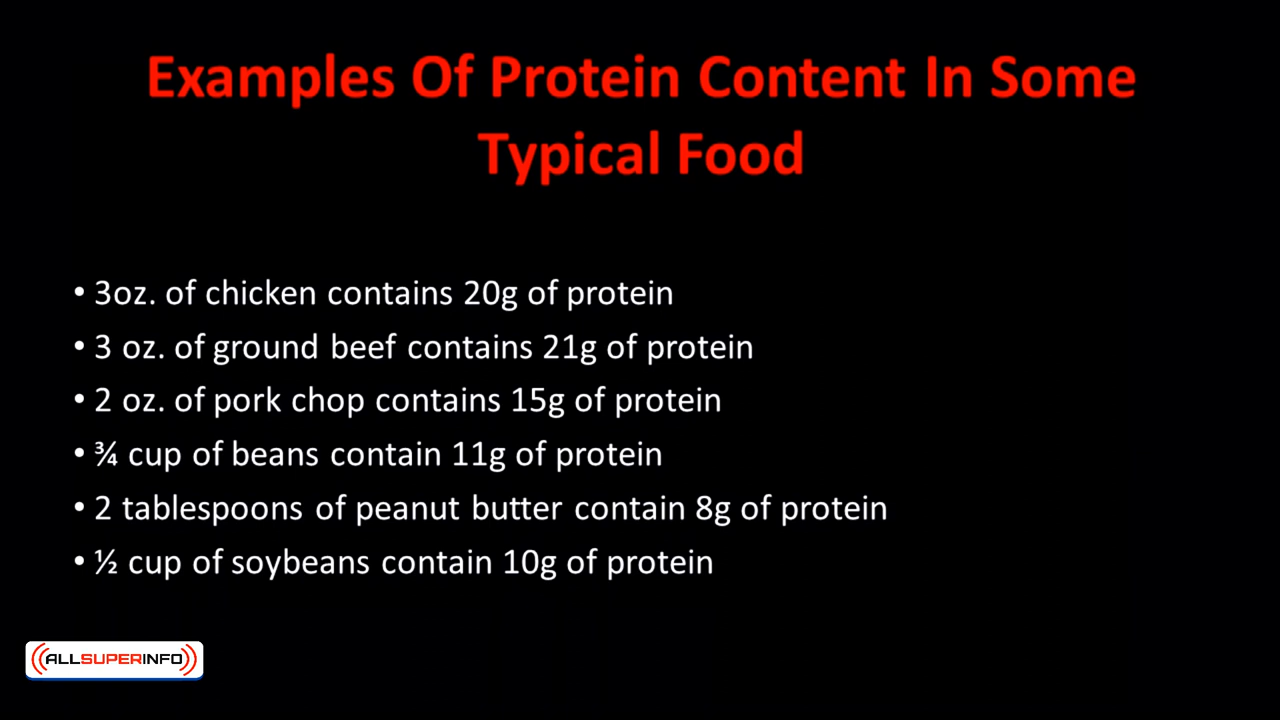 Examples Of Protein Content In Some
Typical Food
• 3oz. of chicken contains 20g of protein
• 3 oz. of ground beef contains 21g of protein
• 2 oz. of pork chop contains 15g of protein
• ¾ cup of beans contain 11g of protein
• 2 tablespoons of peanut butter contain 8g of protein
• ½ cup of soybeans contain 10g of protein
ALLSUPERINFO